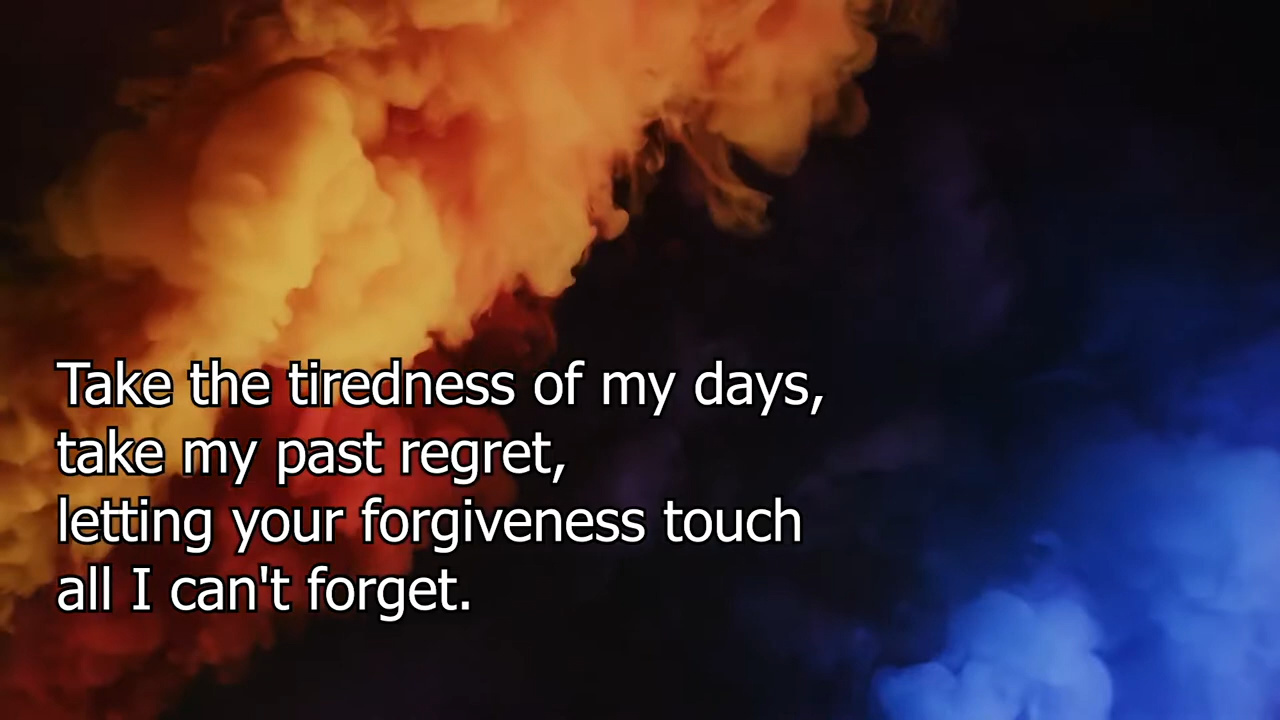 Take the tiredness of my days,
take my past regret,
letting your forgiveness touch
all I can't forget.